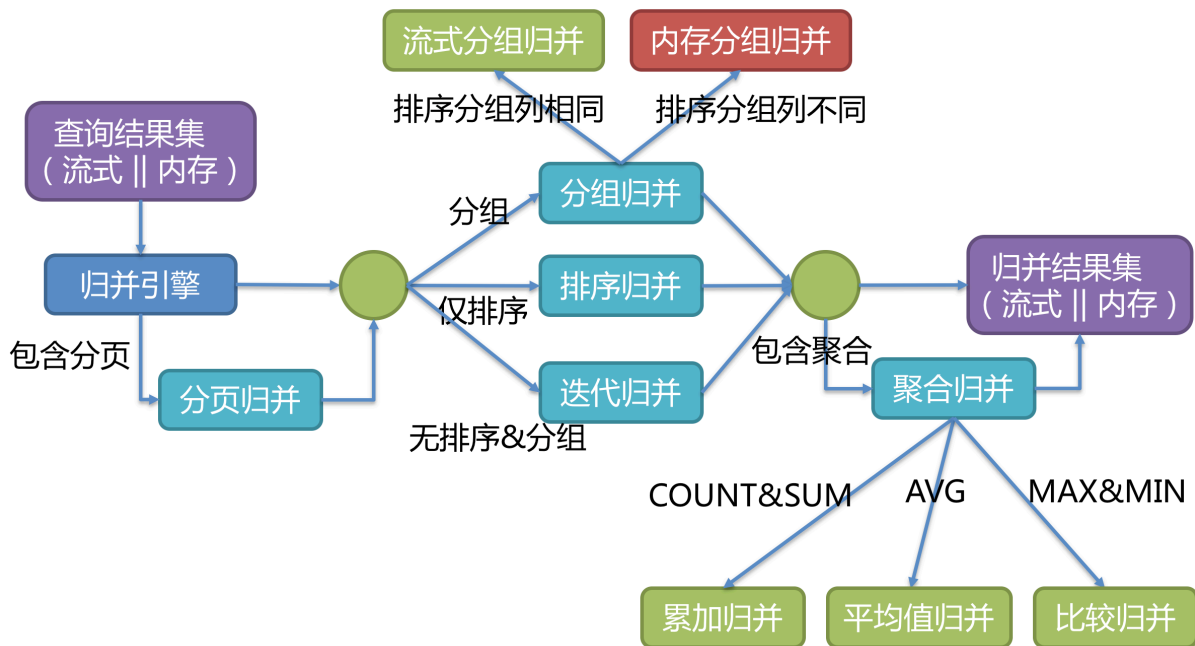 流式分组归并
内存分组归并
排序分组列相同
排序分组列不同
查询结果集
（ 流式 || 内存 ）
分组归并
分组
归并引擎
排序归并
仅排序
归并结果集
（ 流式 || 内存 ）
包含分页
包含聚合
分页归并
迭代归并
聚合归并
无排序&分组
COUNT&SUM
AVG
MAX&MIN
累加归并
平均值归并
比较归并